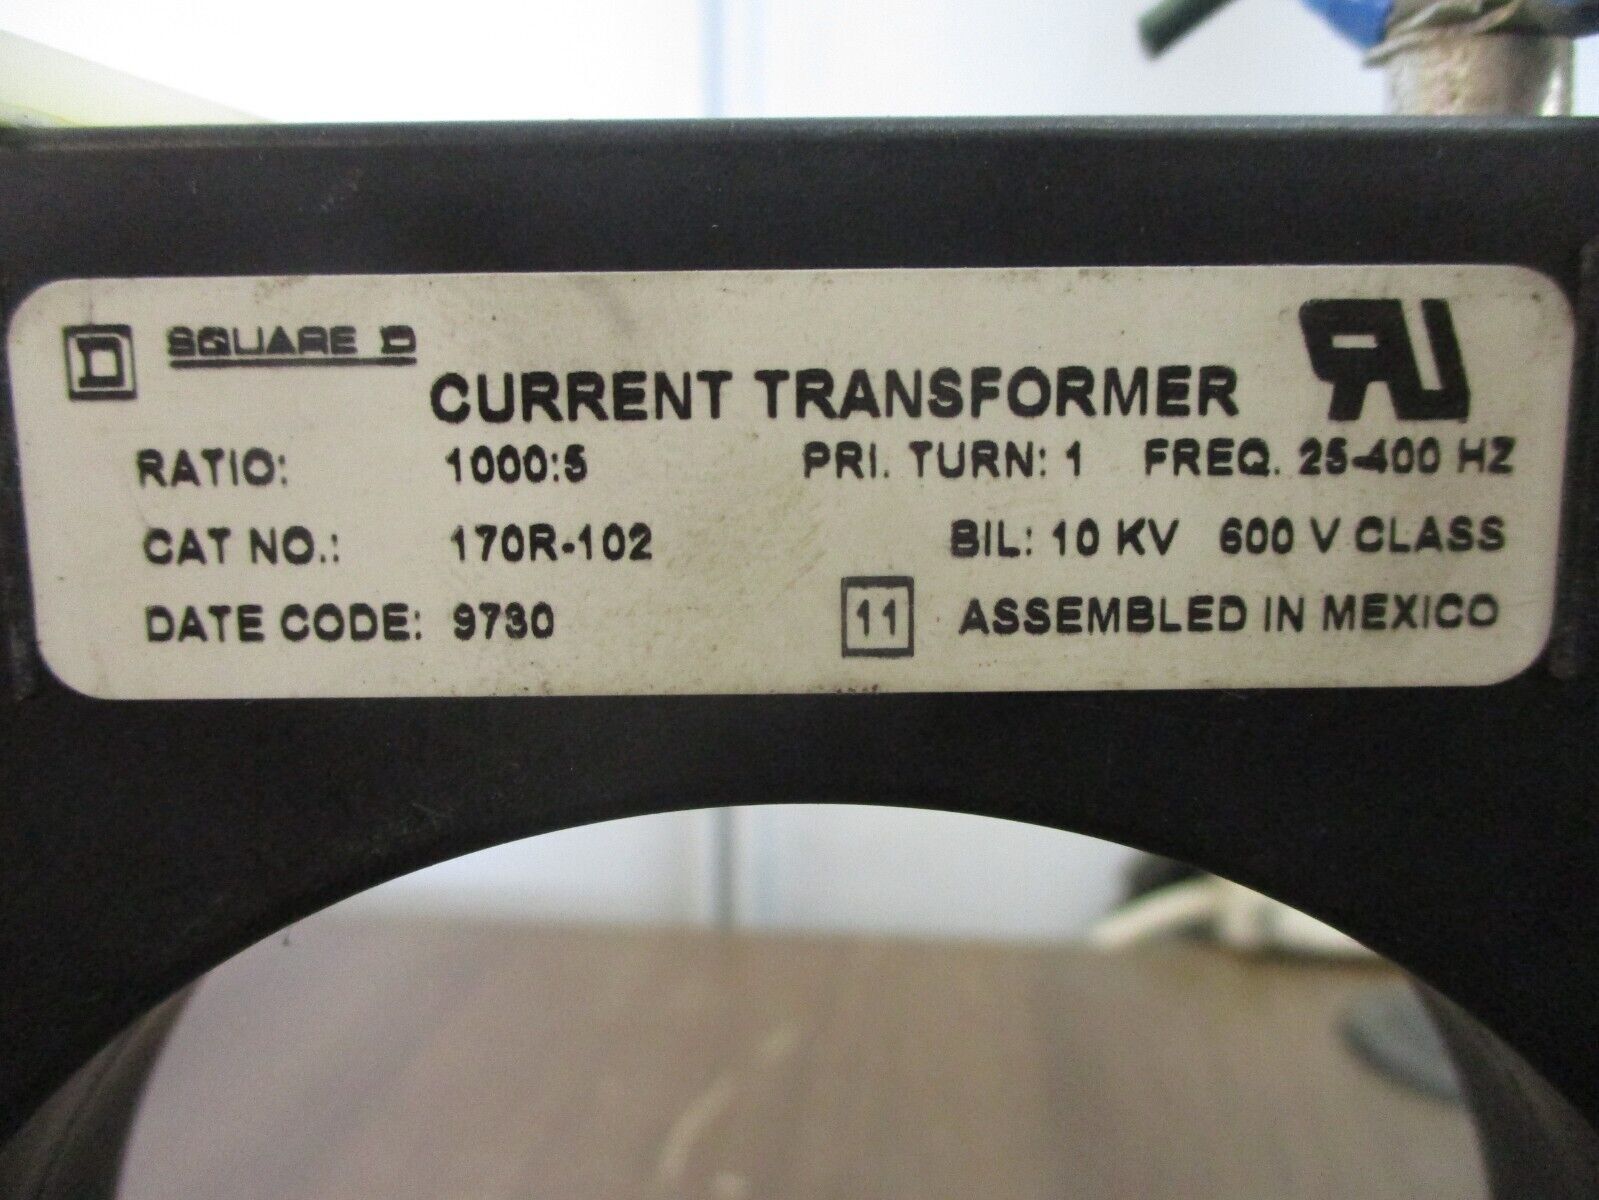 D SQUARE D
CURRENT TRANSFORMER RU
RATIO: 1000:5 PRI. TURN: 1 FREQ. 25-400 HZ
CAT NO.: 170R-102 BIL: 10 KV 600 V CLASS
DATE CODE: 9730 11 ASSEMBLED IN MEXICO